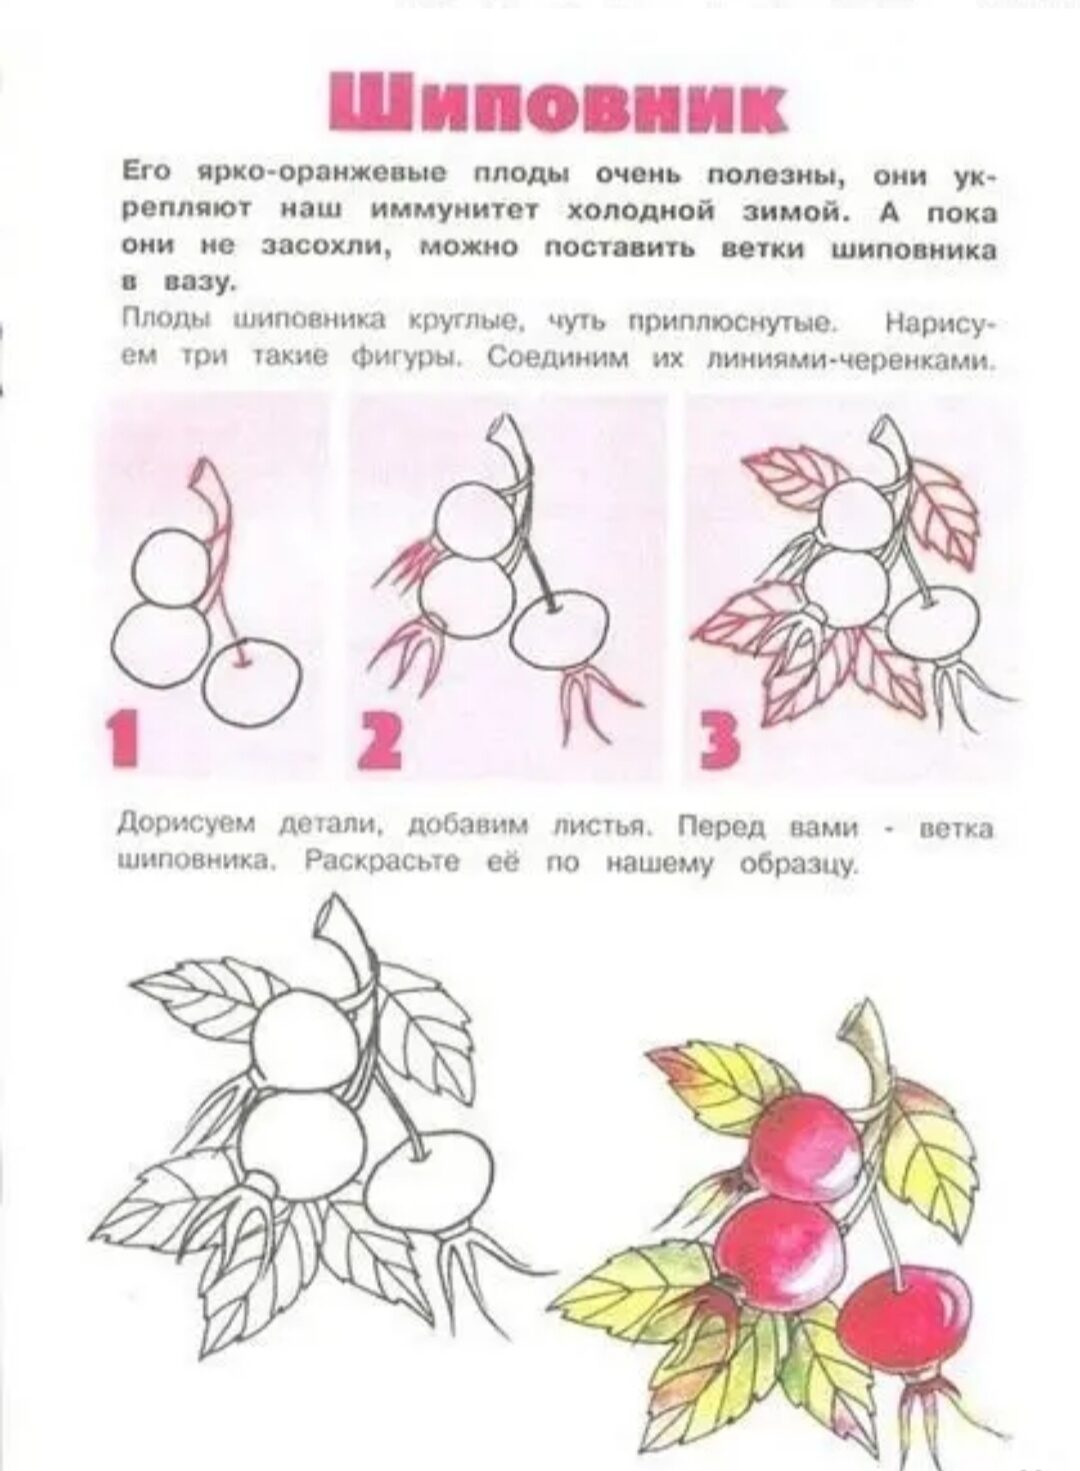 Шиповник
Его ярко-оранжевые плоды очень полезны, они ук-
репляют наш иммунитет холодной зимой. А пока
они не засохли, можно поставить ветки шиповника
в вазу.
Плоды шиповника круглые, чуть приплюснутые. Нарису-
ем три такие фигуры. Соединим их линиями-черенками.
1 2 3
Дорисуем детали, добавим листья. Перед вами - ветка
шиповника. Раскрасьте её по нашему образцу.